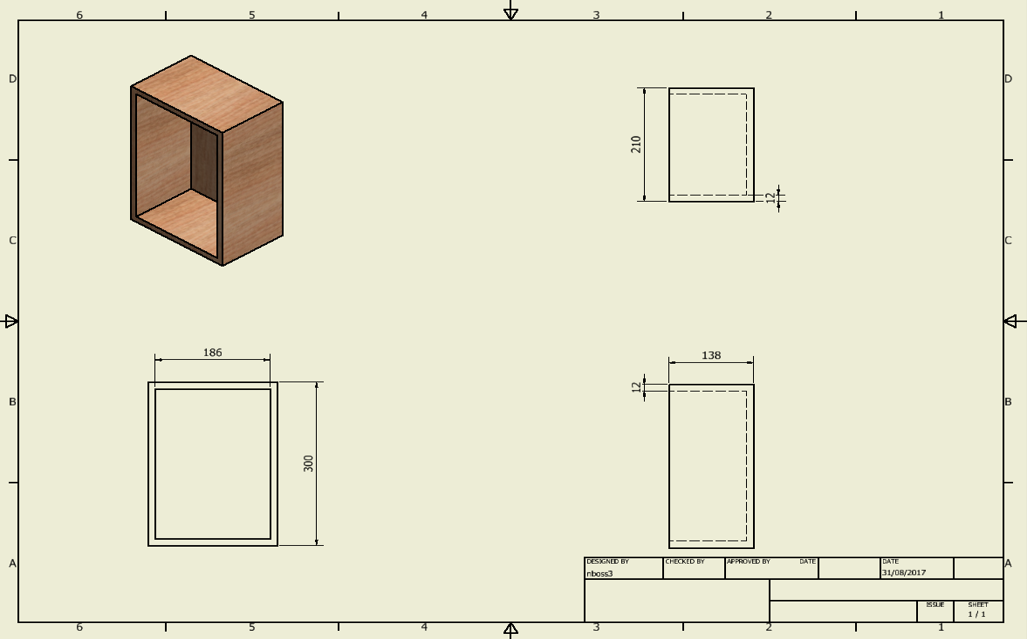 6 5 4 3 2 1
D D
210
12
C C
186
138
12
B B
300
A A
DESIGNED BY CHECKED BY APPROVED BY DATE DATE
nboss3 31/08/2017
ISSUE SHEET
1 / 1
6 5 4 3 2 1